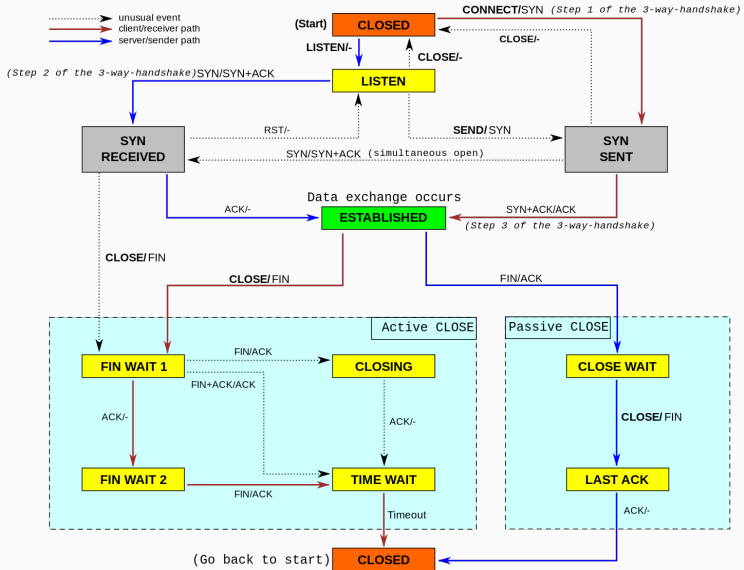 unusual event
client/receiver path
server/sender path
(Start)
CLOSED
CONNECT/SYN (Step 1 of the 3-way-handshake)
LISTEN/-
CLOSE/-
CLOSE/-
(Step 2 of the 3-way-handshake) SYN/SYN+ACK
LISTEN
SYN
RECEIVED
RST/-
SEND/SYN
SYN
SENT
SYN/SYN+ACK (simultaneous open)
Data exchange occurs
ACK/-
ESTABLISHED
SYN+ACK/ACK
(Step 3 of the 3-way-handshake)
CLOSE/FIN
CLOSE/FIN
FIN/ACK
Active CLOSE
Passive CLOSE
FIN WAIT 1
FIN/ACK
CLOSING
CLOSE WAIT
FIN+ACK/ACK
ACK/-
ACK/-
CLOSE/FIN
FIN WAIT 2
FIN/ACK
TIME WAIT
LAST ACK
Timeout
ACK/-
(Go back to start)
CLOSED